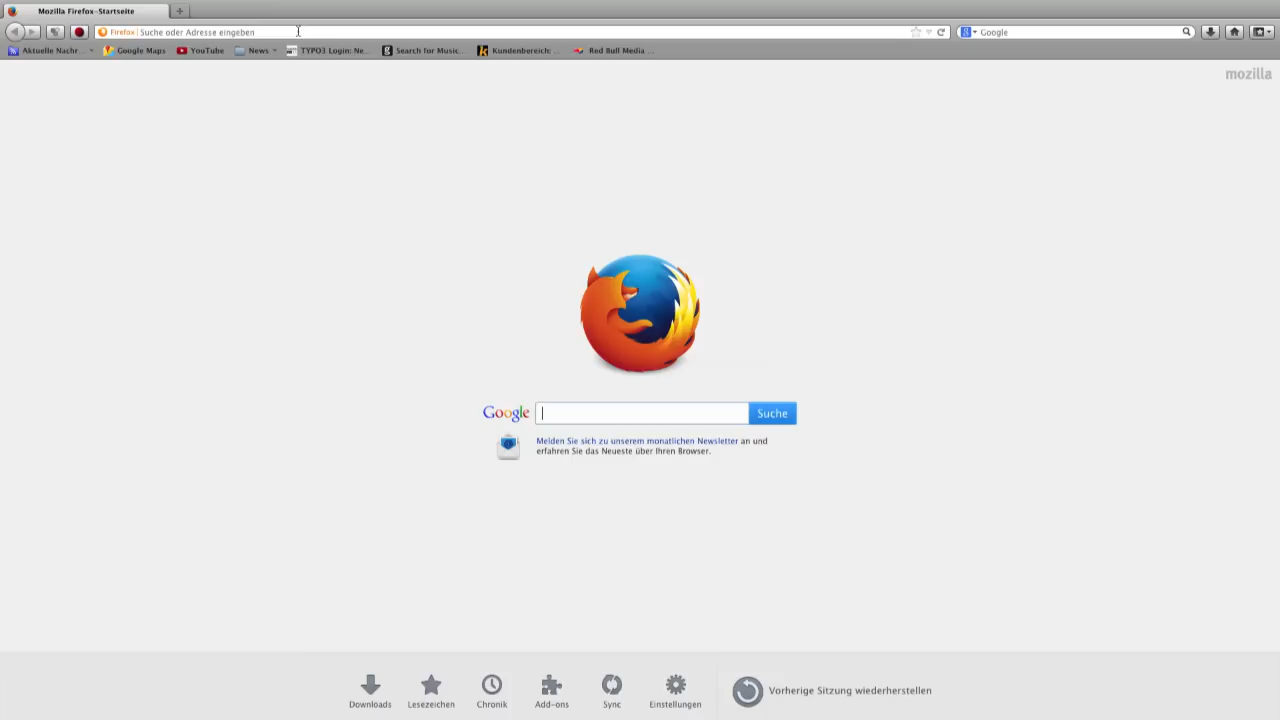 Mozilla Firefox-Startseite
Firefox Suche oder Adresse eingeben
Google
Aktuelle Nachr...
Google Maps
YouTube
News
TYPO3 Login: Ne...
Search for Music...
Kundenbereich: ...
Red Bull Media ...
mozilla
Google
Suche
Melden Sie sich zu unserem monatlichen Newsletter an und
erfahren Sie das Neueste über Ihren Browser.
Downloads
Lesezeichen
Chronik
Add-ons
Sync
Einstellungen
Vorherige Sitzung wiederherstellen